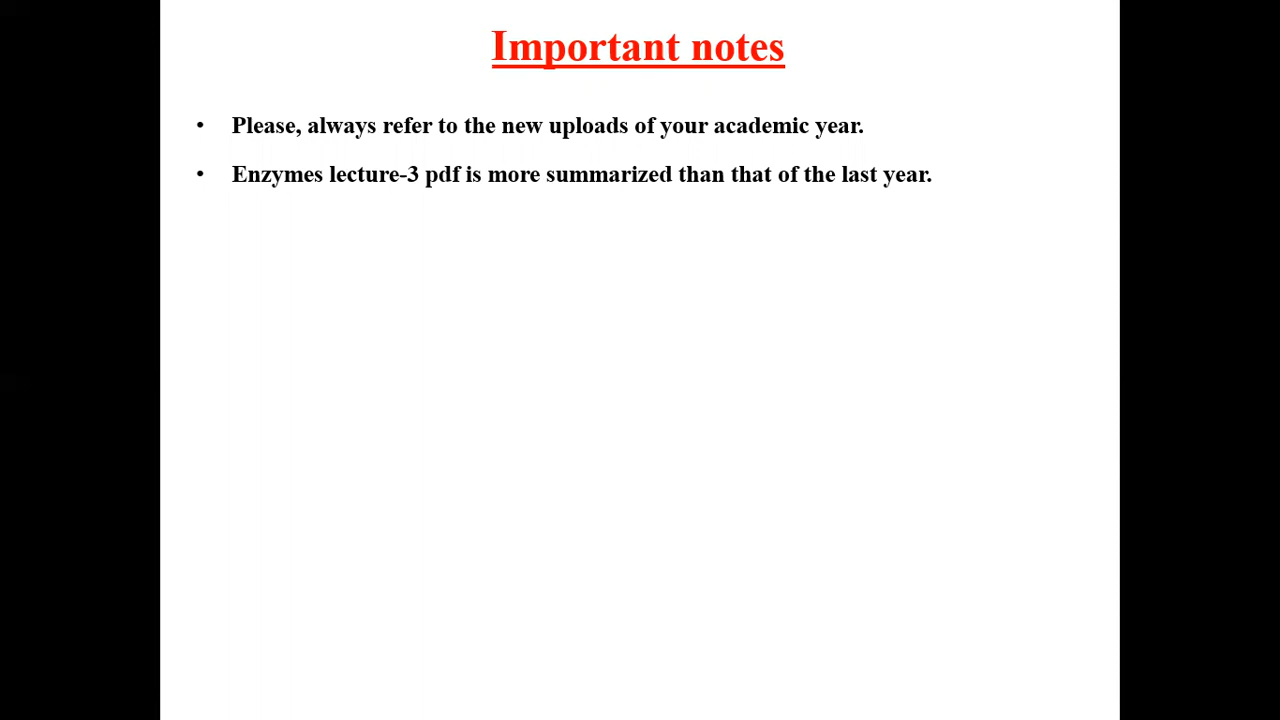 Important notes
• Please, always refer to the new uploads of your academic year.
• Enzymes lecture-3 pdf is more summarized than that of the last year.